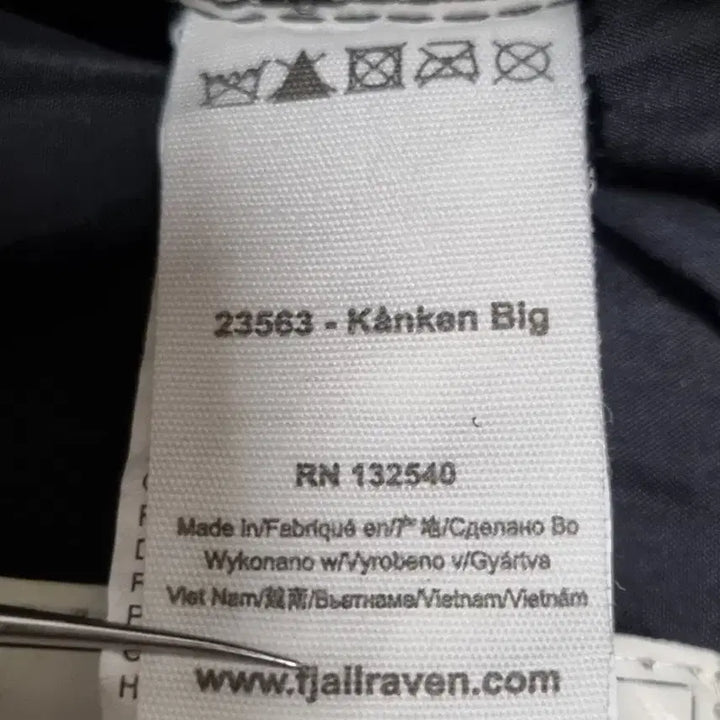 23563 - Kånken Big
RN 132540
Made in/Fabriqué en/产地/Сделано Во
Wykonano w/Vyrobeno v/Gyártva
Viet Nam/越南/Вьетнаме/Vietnam/Vietnám
www.fjallraven.com